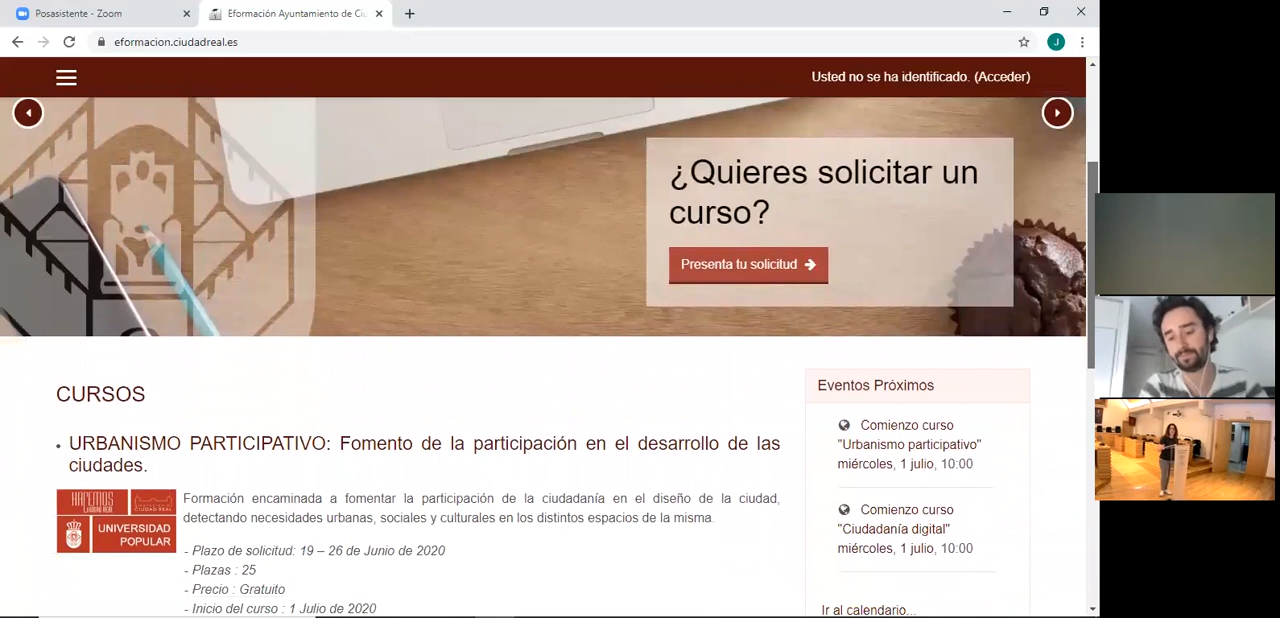 Posasistente - Zoom
Eformación Ayuntamiento de Ciu
eformacion.ciudadreal.es
J
Usted no se ha identificado. (Acceder)
¿Quieres solicitar un
curso?
Presenta tu solicitud
CURSOS
URBANISMO PARTICIPATIVO: Fomento de la participación en el desarrollo de las
ciudades.
HACEMOS
CIUDAD REAL
UNIVERSIDAD
POPULAR
Formación encaminada a fomentar la participación de la ciudadanía en el diseño de la ciudad,
detectando necesidades urbanas, sociales y culturales en los distintos espacios de la misma.
- Plazo de solicitud: 19 – 26 de Junio de 2020
- Plazas : 25
- Precio : Gratuito
- Inicio del curso : 1 Julio de 2020
Eventos Próximos
Comienzo curso
"Urbanismo participativo"
miércoles, 1 julio, 10:00
Comienzo curso
"Ciudadanía digital"
miércoles, 1 julio, 10:00
Ir al calendario...